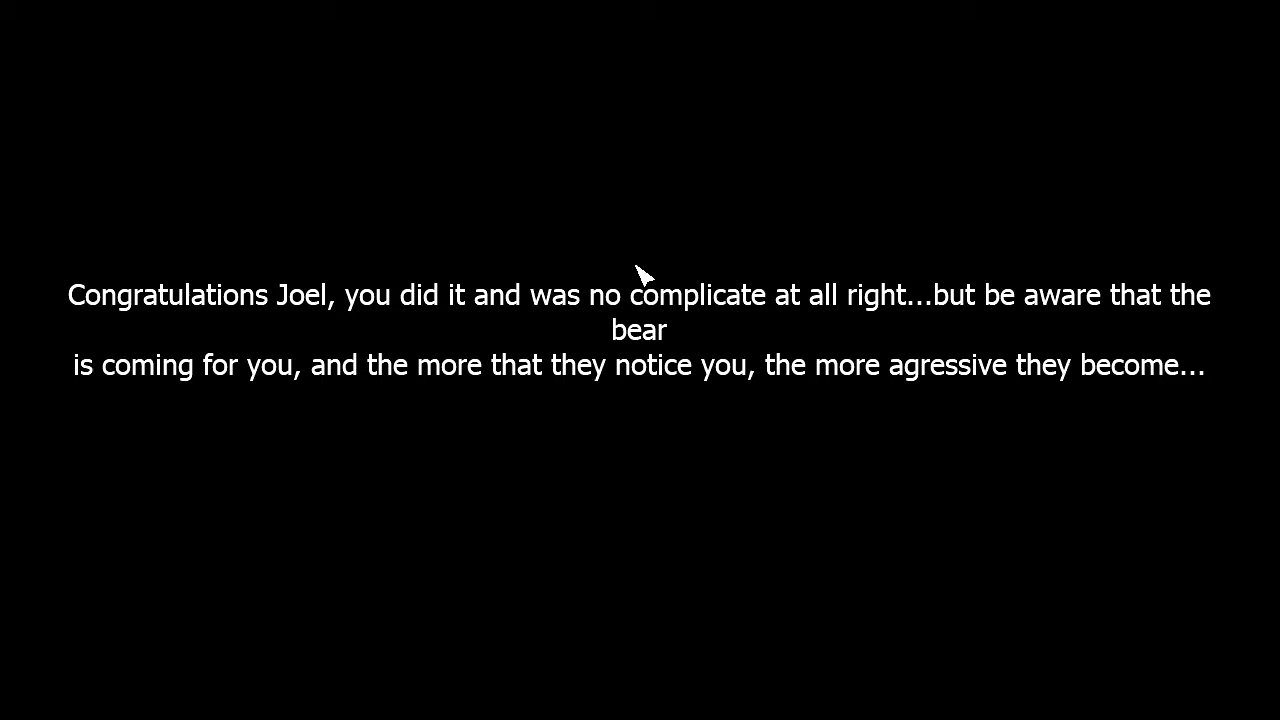 Congratulations Joel, you did it and was no complicate at all right...but be aware that the
bear
is coming for you, and the more that they notice you, the more agressive they become...